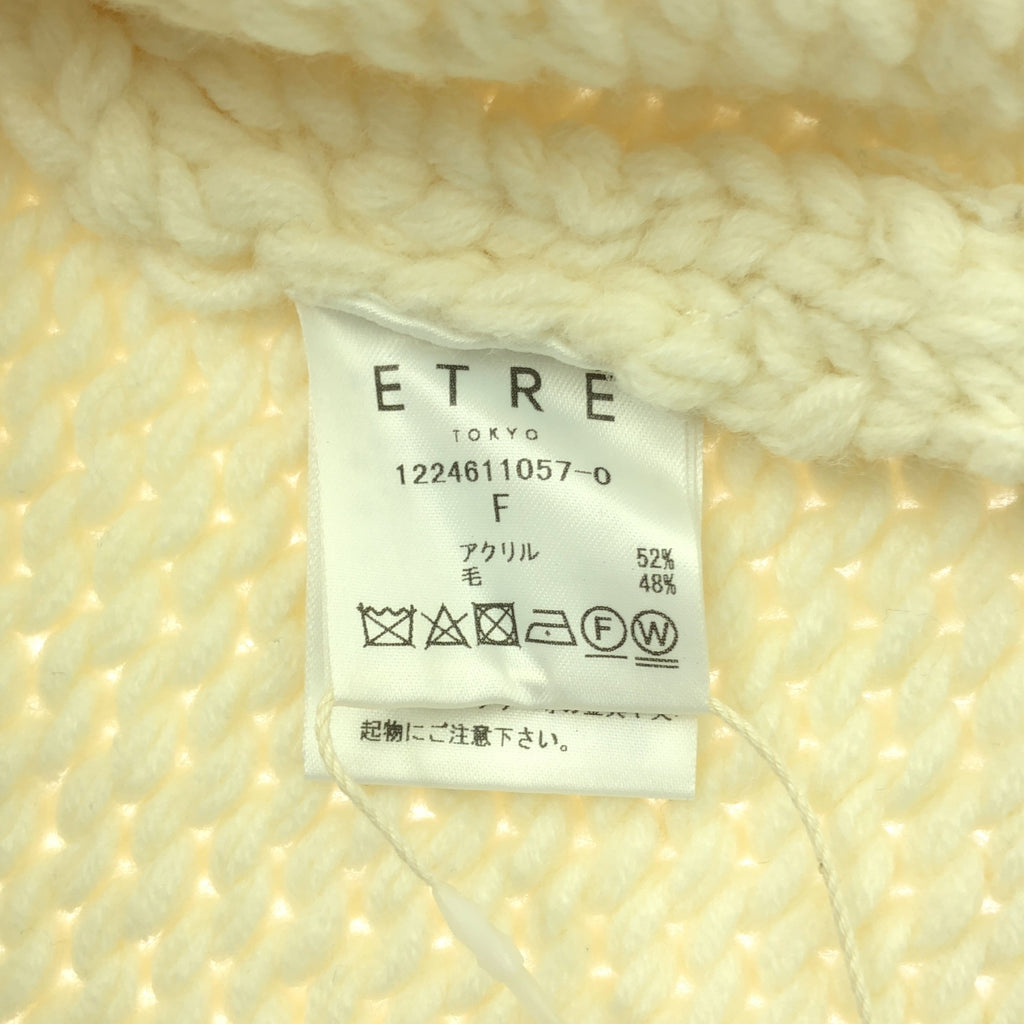 ETRE
TOKYO
1224611057-0
F
アクリル 52%
毛 48%
F W
起物にご注意下さい。